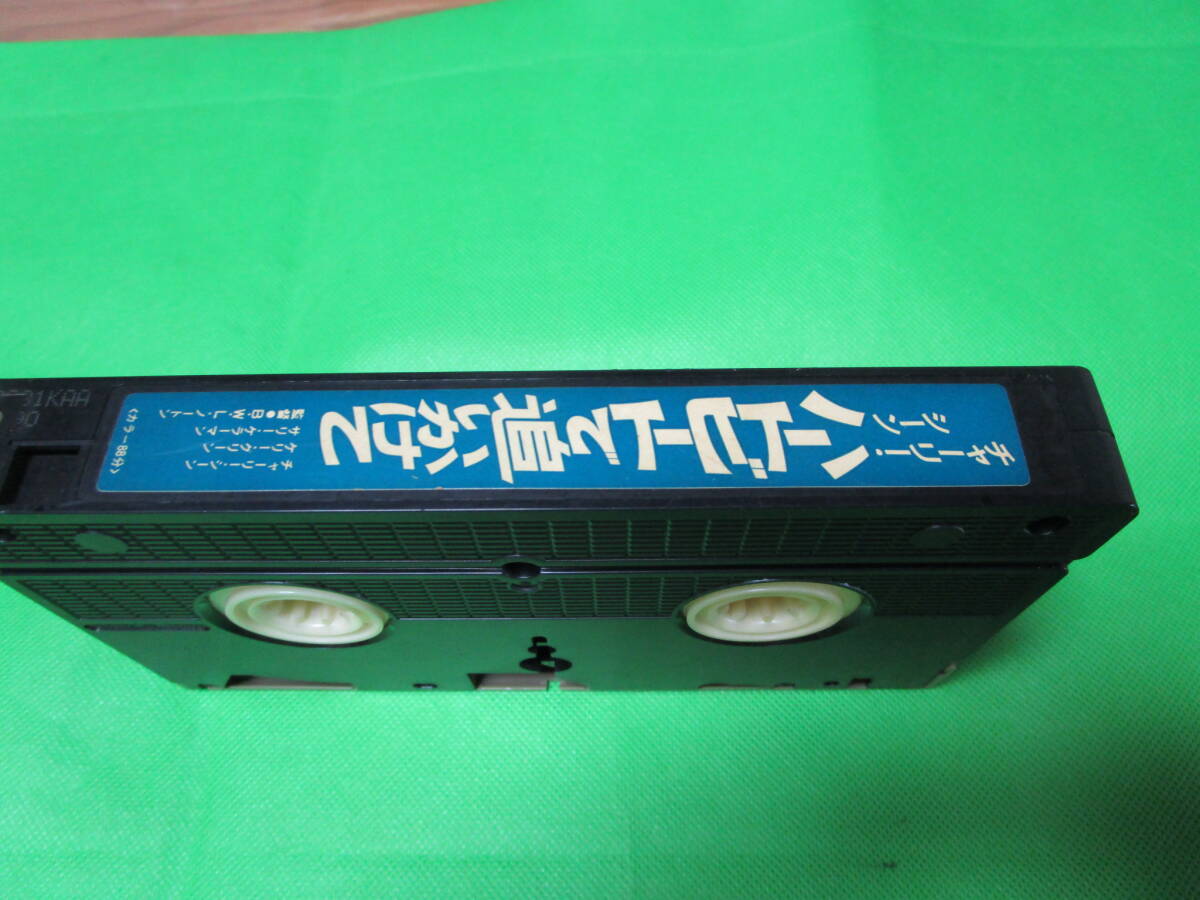 チャーリー・
シーン
ハートビートで追いかけて
チャーリー・シーン
ケリ・グリーン
サリー・ケラーマン
監督●B・W・L・ノートン
〈カラー88分〉